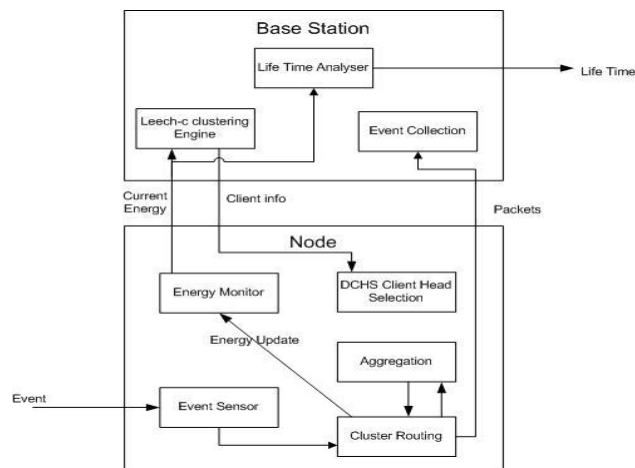 Base Station
Life Time Analyser
Life Time
Leech-c clustering
Engine
Event Collection
Current
Energy
Client info
Packets
Node
Energy Monitor
DCHS Client Head
Selection
Energy Update
Aggregation
Event
Event Sensor
Cluster Routing